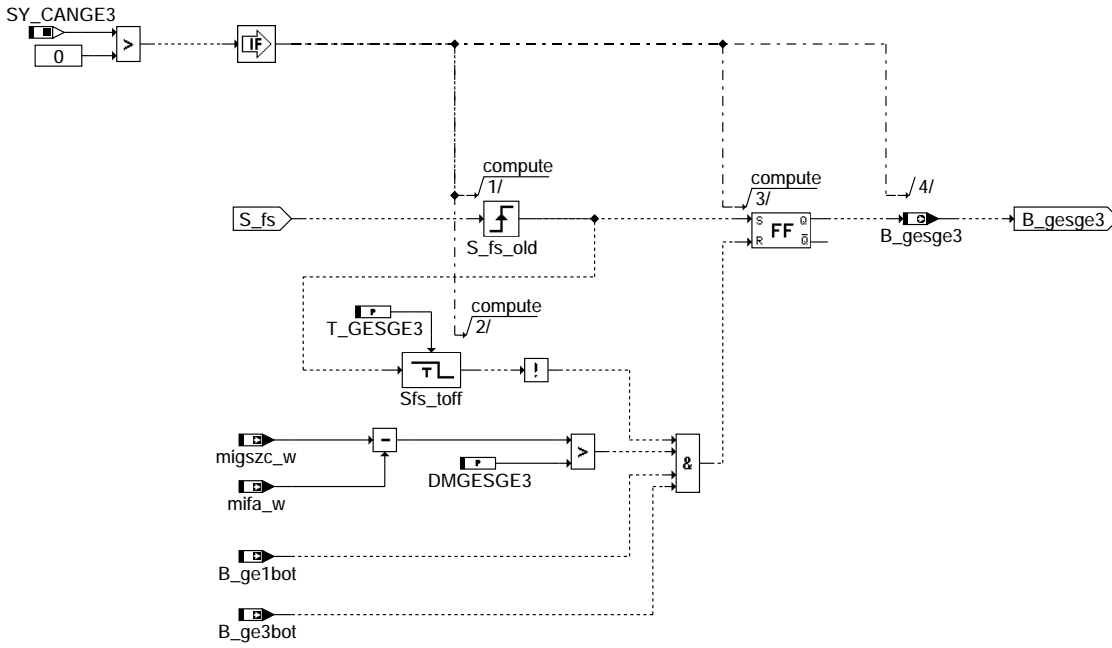 SY_CANGE3
0
>
IF
compute
1/
compute
3/
4/
S_fs
S_fs_old
S Q
FF
R Q
B_gesge3
B_gesge3
compute
2/
P
T_GESGE3
T
!
Sfs_toff
migszc_w
-
>
P
DMGESGE3
&
mifa_w
B_ge1bot
B_ge3bot